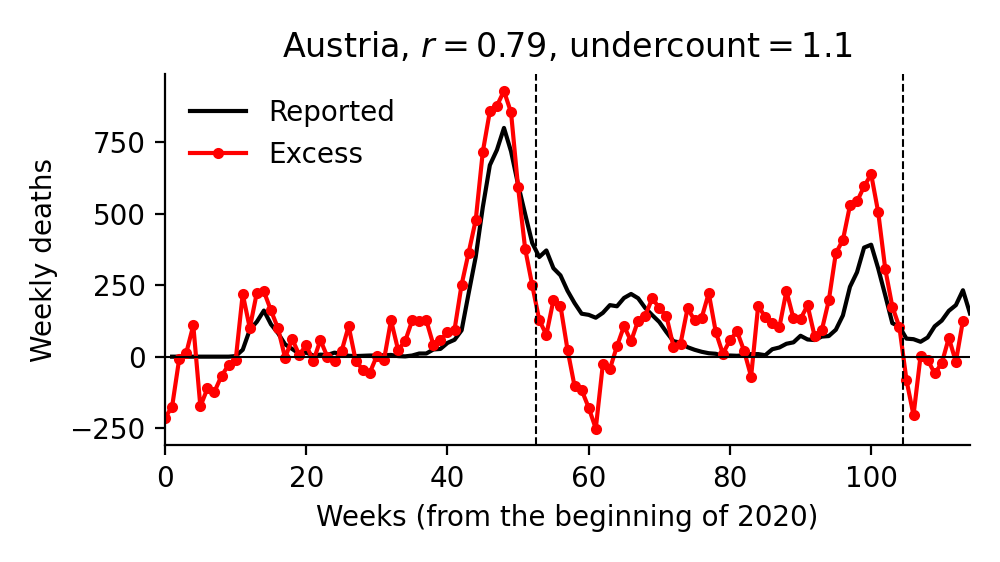 Austria, r = 0.79, undercount = 1.1
Reported
Excess
Weekly deaths
750
500
250
0
−250
0 20 40 60 80 100
Weeks (from the beginning of 2020)